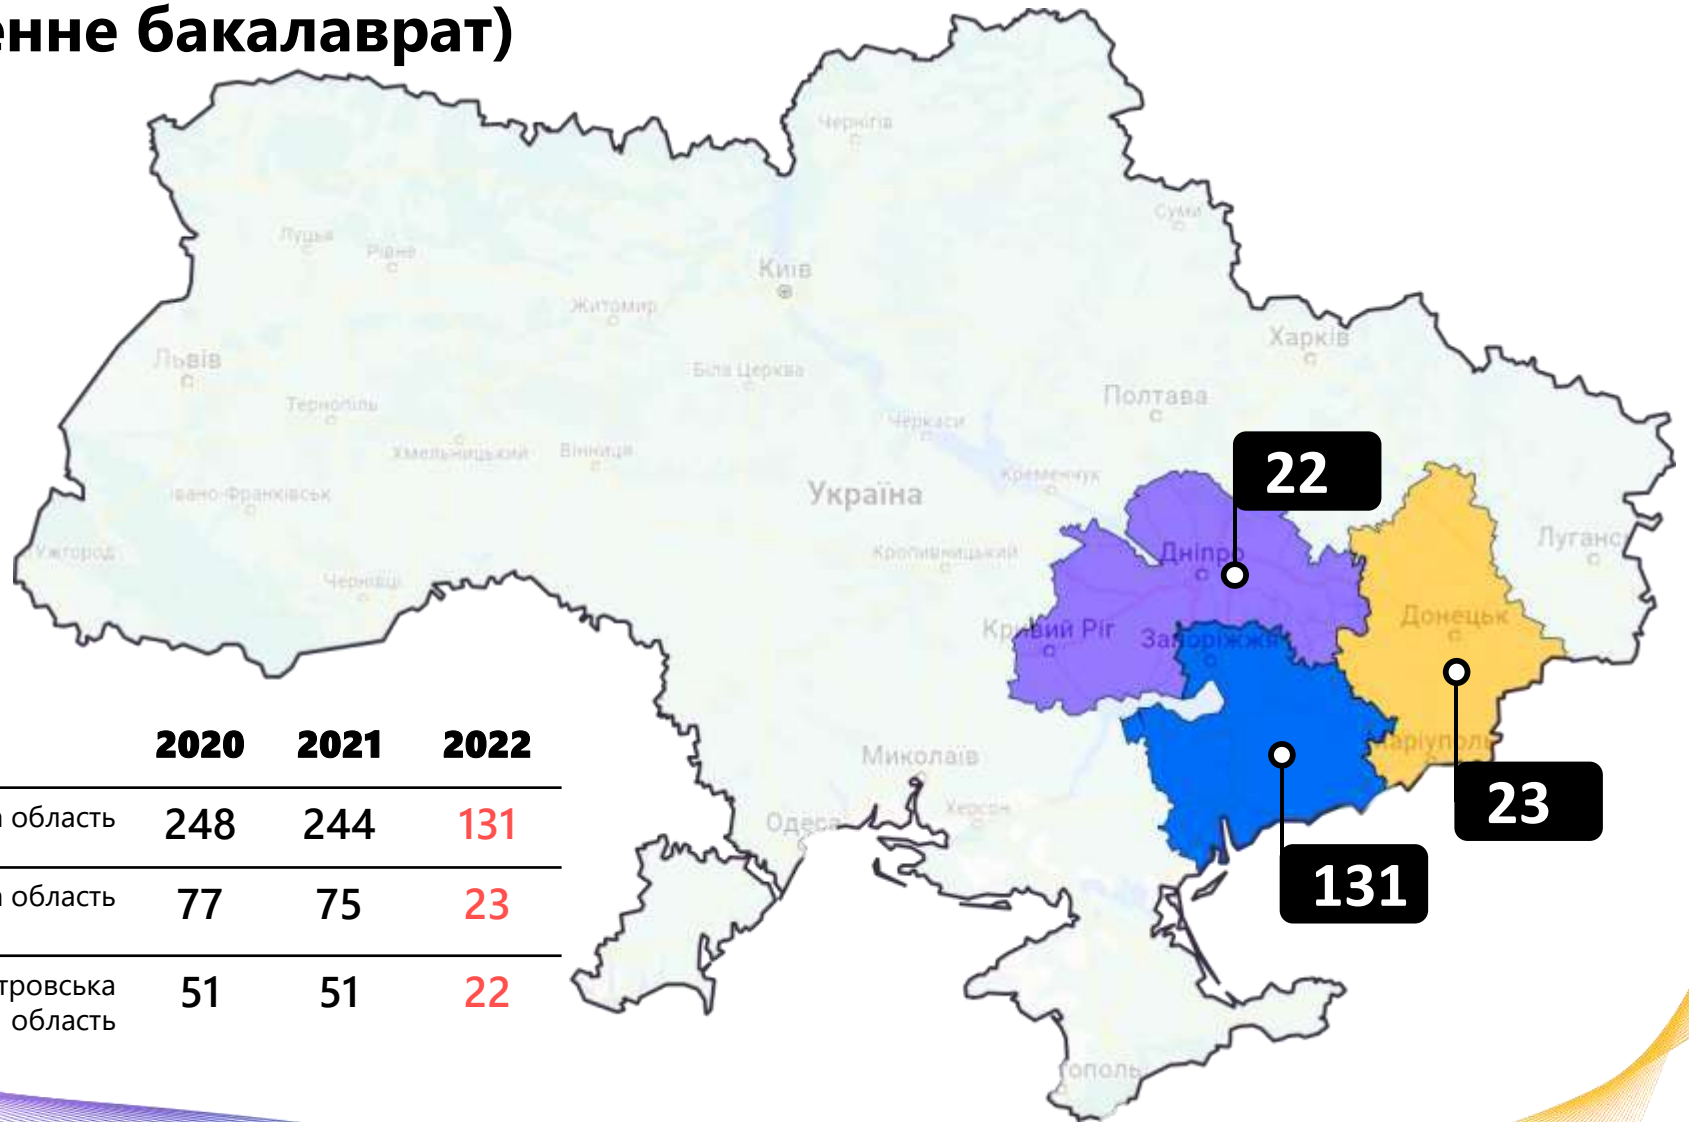 енне бакалаврат)
Чернігів
Суми
Луцьк
Рівне
Київ
Житомир
Харків
Львів
Біла Церква
Полтава
Тернопіль
Черкаси
Хмельницький
Вінниця
22
Кременчук
Івано-Франківськ
Україна
Ужгород
Кропивницький
Дніпро
Луганс
Чернівці
Донецьк
Кривий Ріг
Запоріжжя
аріуполь
Миколаїв
23
Херсон
Одеса
131
ополь
2020 2021 2022
а область 248 244 131
а область 77 75 23
тровська 51 51 22
область